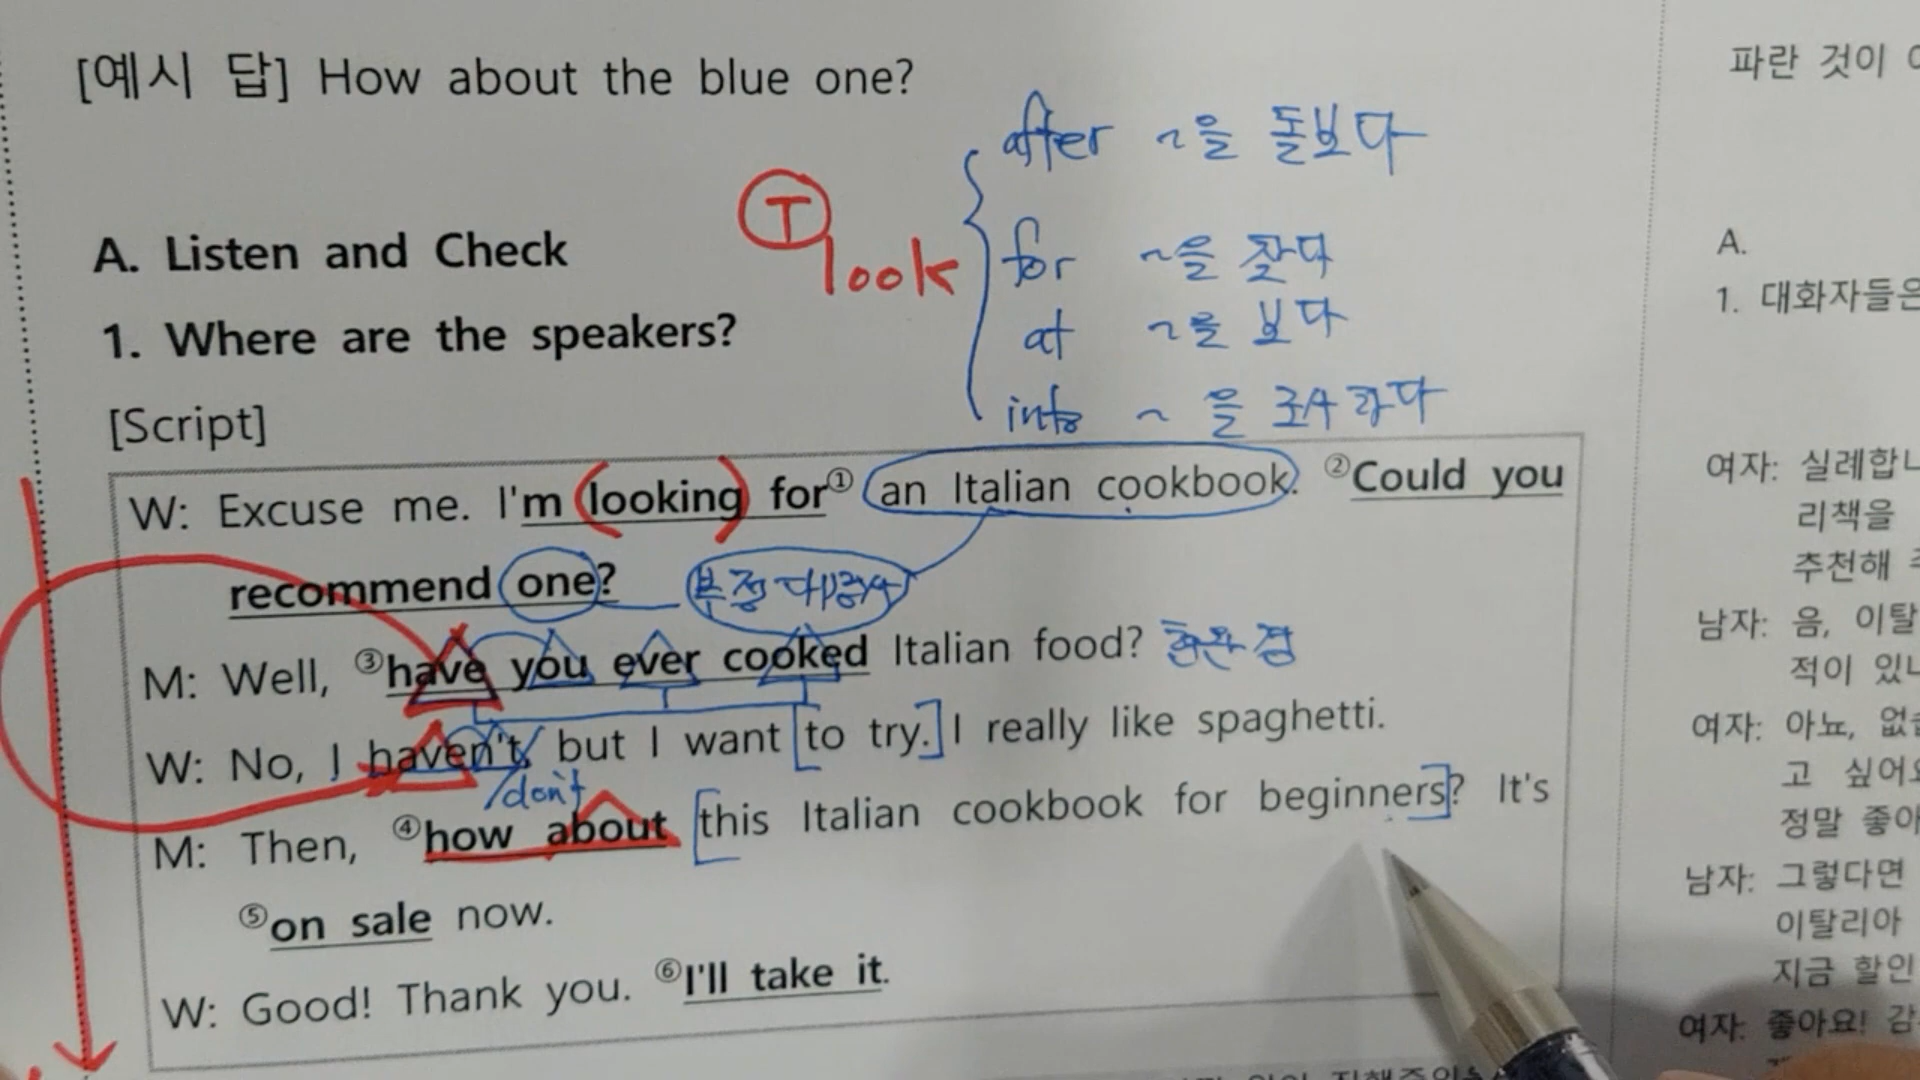 [예시 답] How about the blue one?
after ~을 돌보다
T look
for ~을 찾다
at ~을 보다
into ~을 조사하다
A. Listen and Check
1. Where are the speakers?
[Script]
W: Excuse me. I'm looking for① an Italian cookbook. ②Could you
recommend one? 부정대명사
M: Well, ③have you ever cooked Italian food? 현완 경
W: No, I haven't, but I want [to try.] I really like spaghetti.
/don't
M: Then, ④how about [this Italian cookbook for beginners]? It's
⑤on sale now.
W: Good! Thank you. ⑥I'll take it.
파란 것이
A.
1. 대화자들은
여자: 실례합니
리책을
추천해
남자: 음, 이탈
적이 있니
여자: 아뇨, 없습
고 싶어요
정말 좋아
남자: 그렇다면
이탈리아
지금 할인
여자: 좋아요! 감